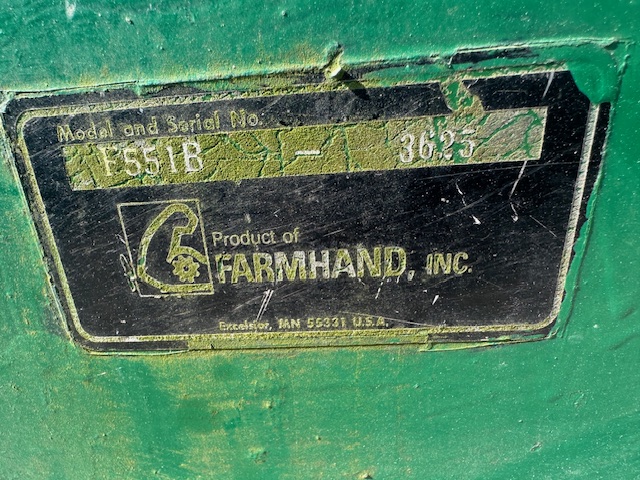 Model and Serial No.
F551B - 3625
Product of
FARMHAND, INC.
Excelsior, MN 55331 U.S.A.